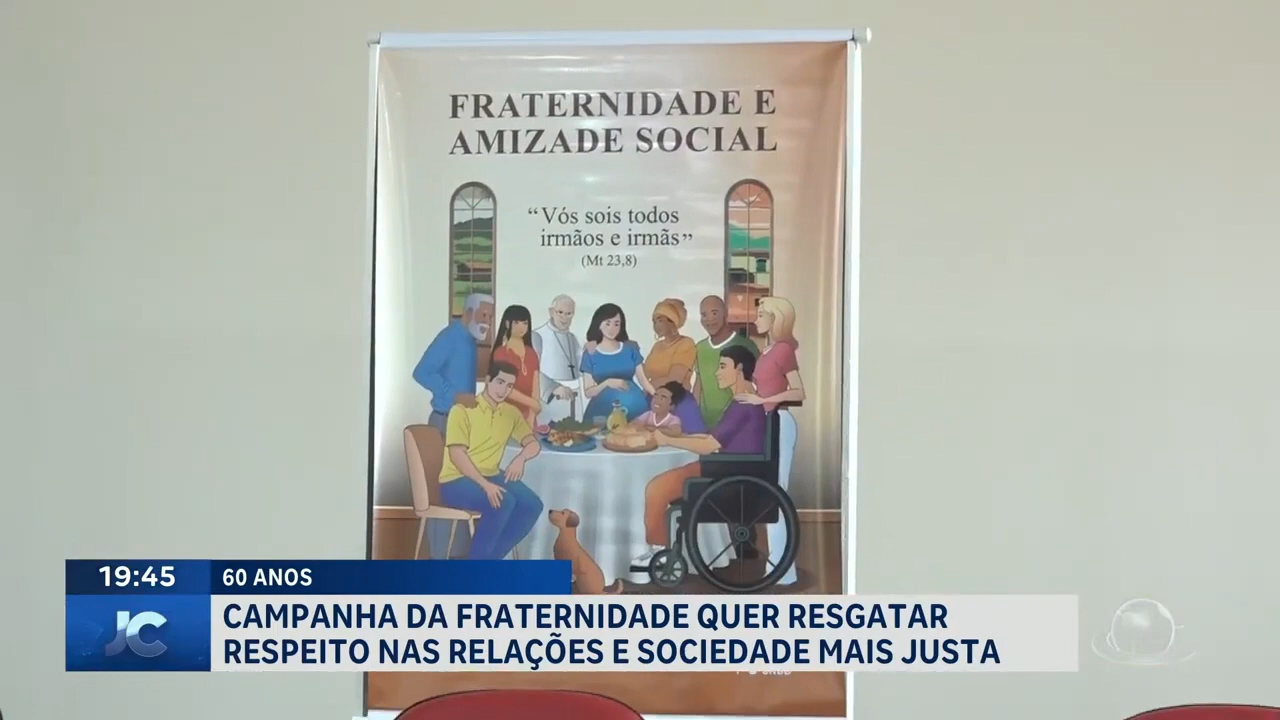 FRATERNIDADE E
AMIZADE SOCIAL
“Vós sois todos
irmãos e irmãs”
(Mt 23,8)
19:45
60 ANOS
JC
CAMPANHA DA FRATERNIDADE QUER RESGATAR
RESPEITO NAS RELAÇÕES E SOCIEDADE MAIS JUSTA